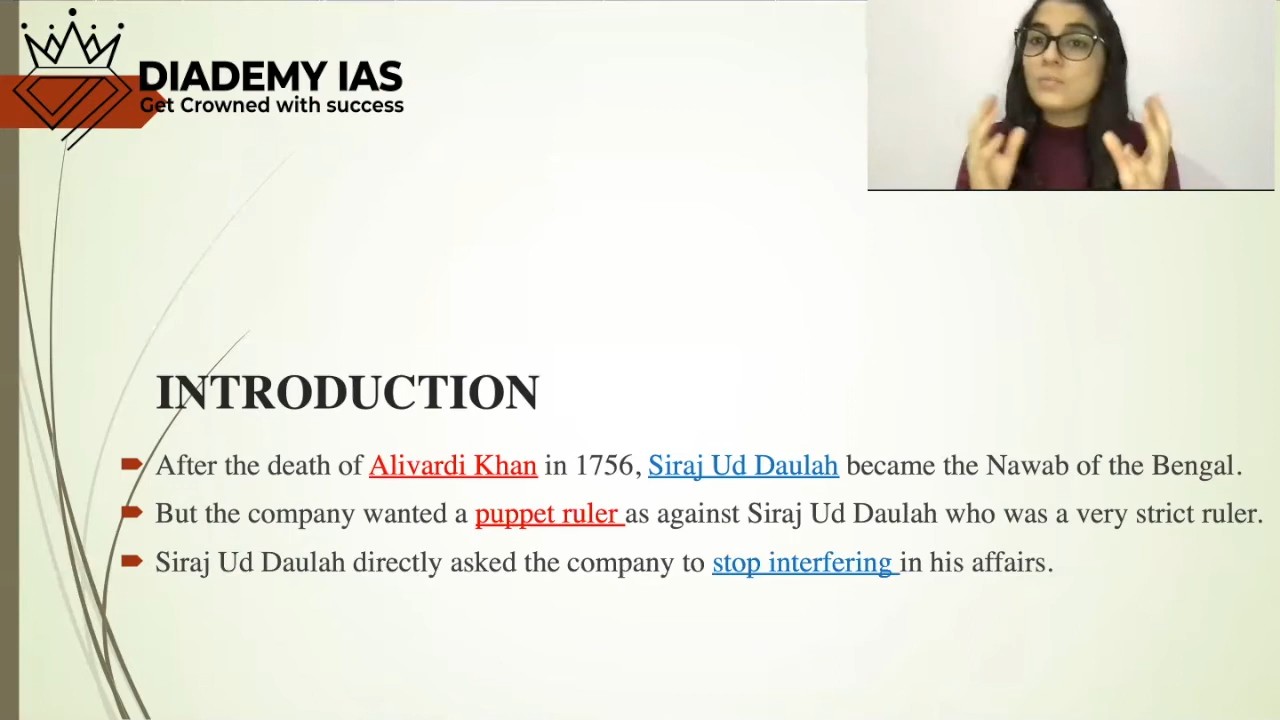 DIADEMY IAS
Get Crowned with success
INTRODUCTION
After the death of Alivardi Khan in 1756, Siraj Ud Daulah became the Nawab of the Bengal.
But the company wanted a puppet ruler as against Siraj Ud Daulah who was a very strict ruler.
Siraj Ud Daulah directly asked the company to stop interfering in his affairs.